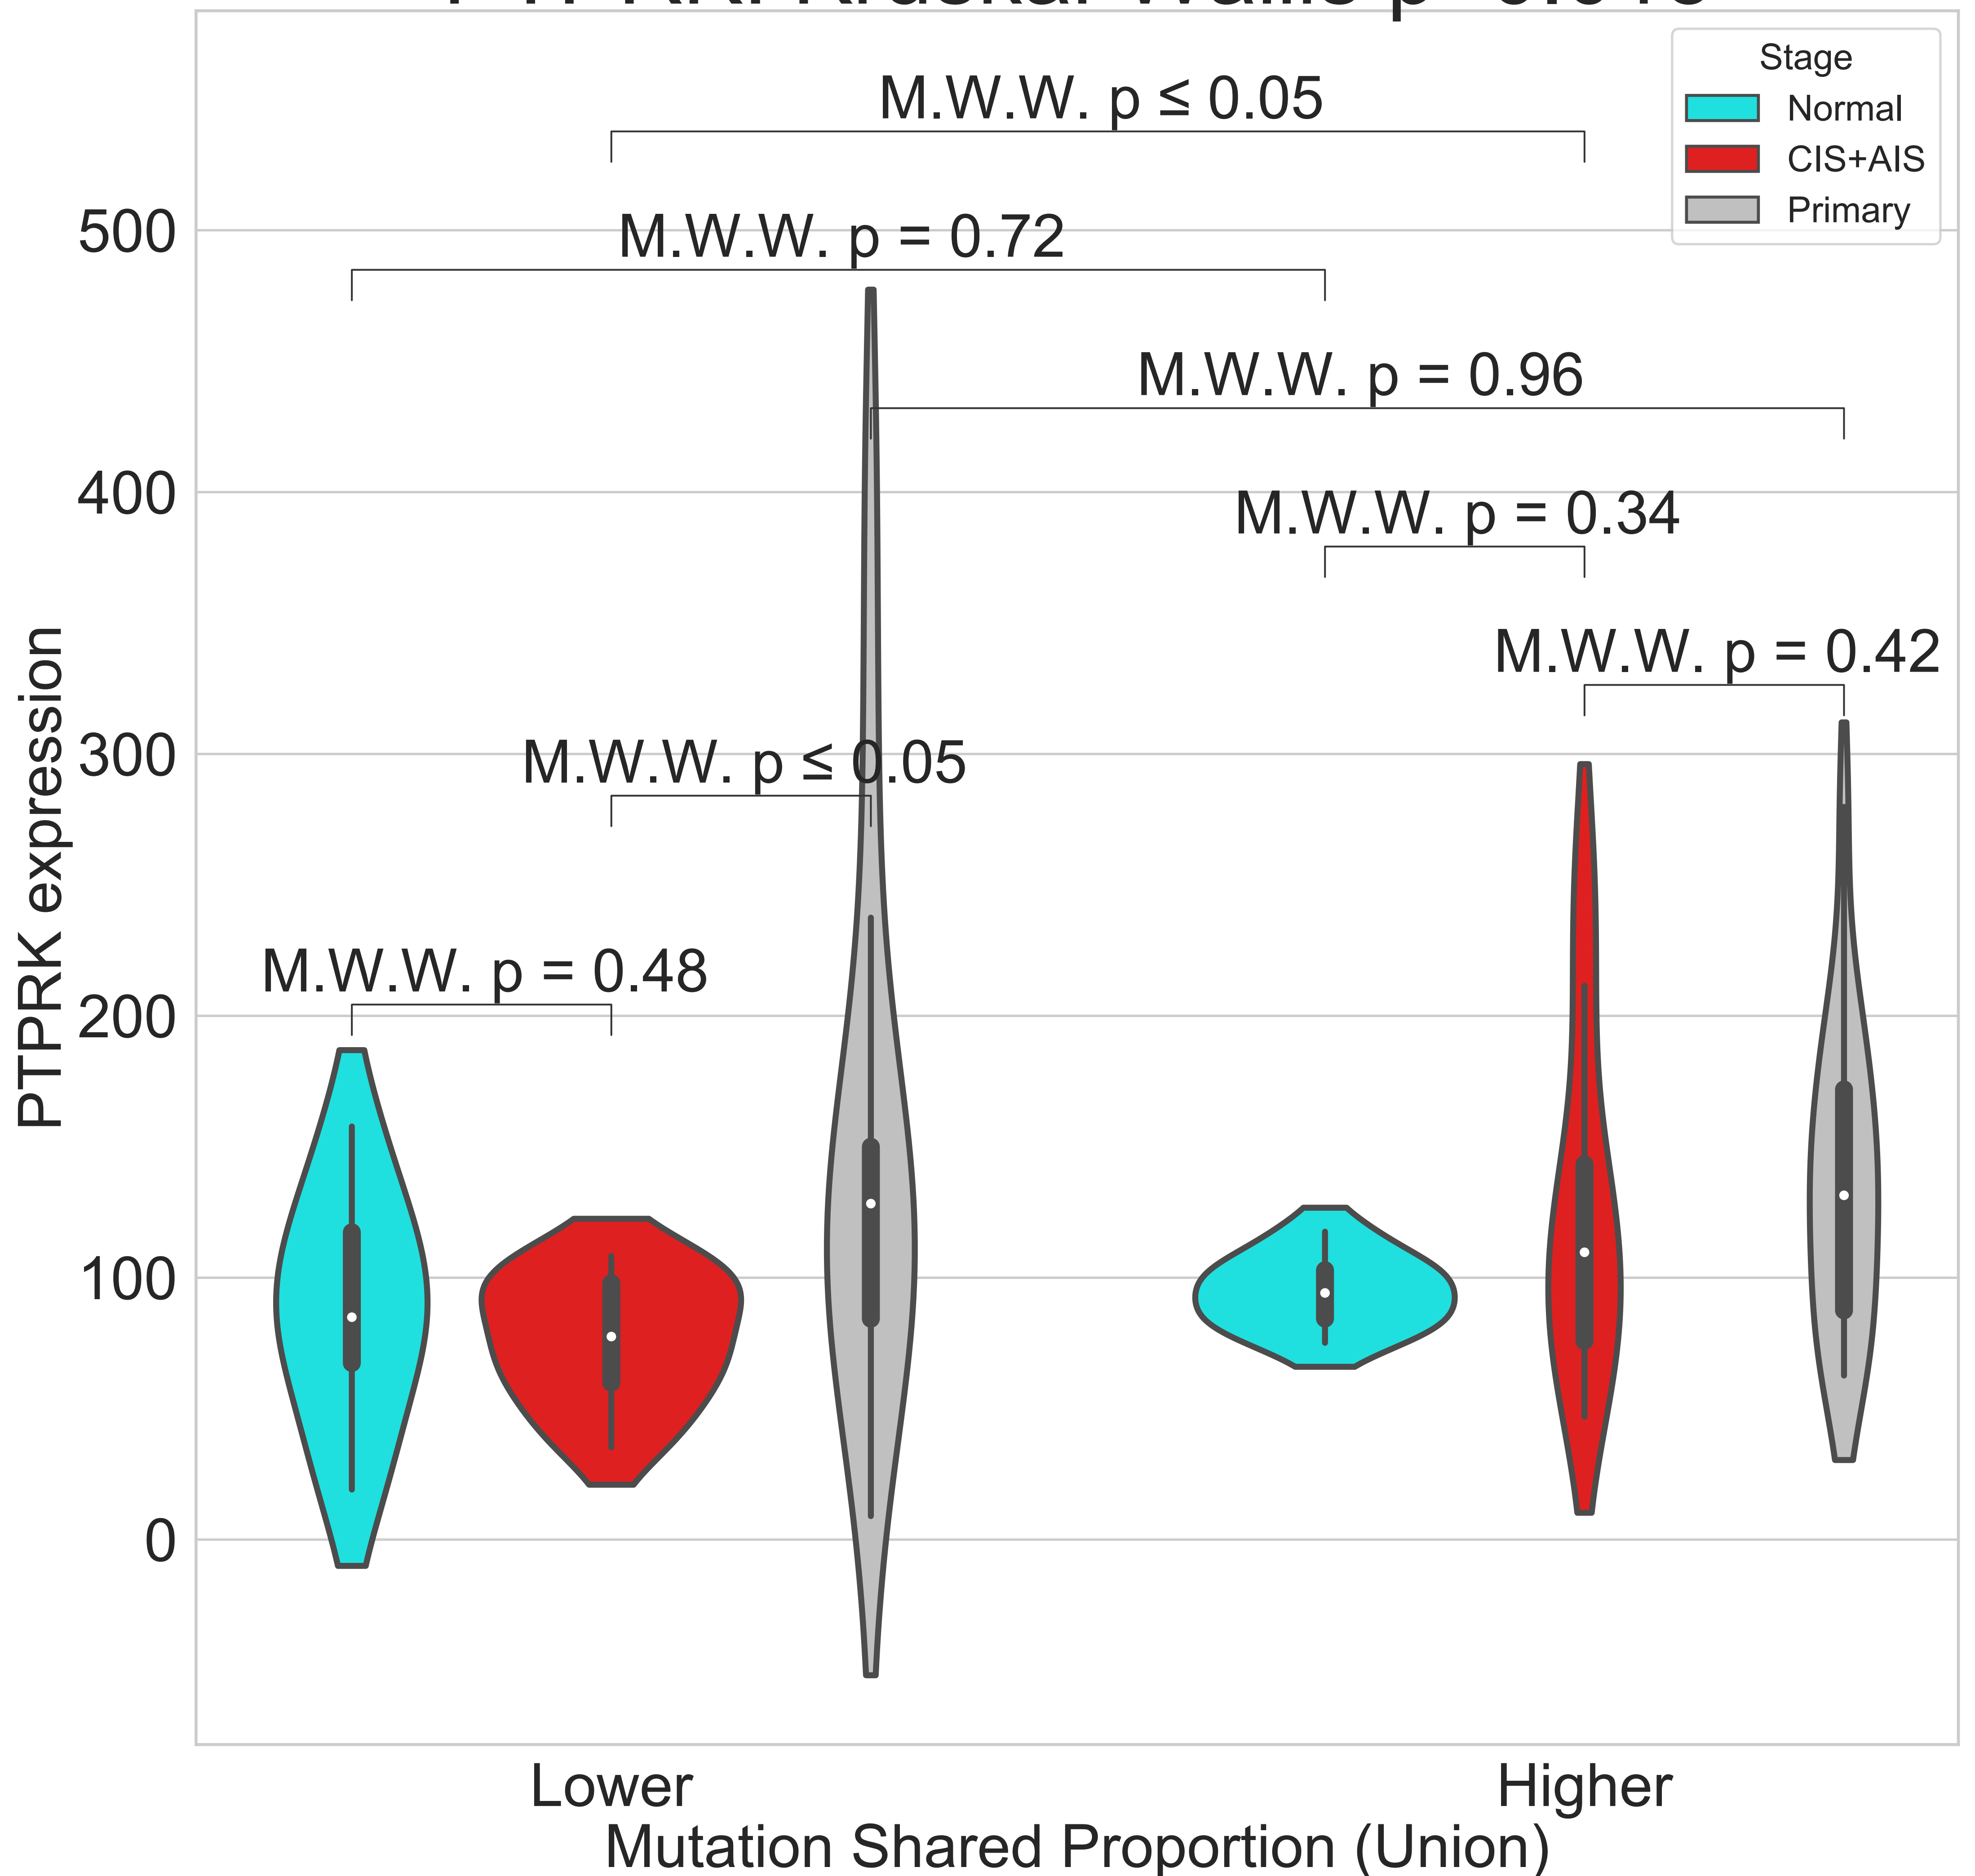 Stage
Normal
CIS+AIS
Primary
M.W.W. p ≤ 0.05
M.W.W. p = 0.72
M.W.W. p = 0.96
M.W.W. p = 0.34
M.W.W. p = 0.42
M.W.W. p ≤ 0.05
M.W.W. p = 0.48
PTPRK expression
500
400
300
200
100
0
Lower
Higher
Mutation Shared Proportion (Union)